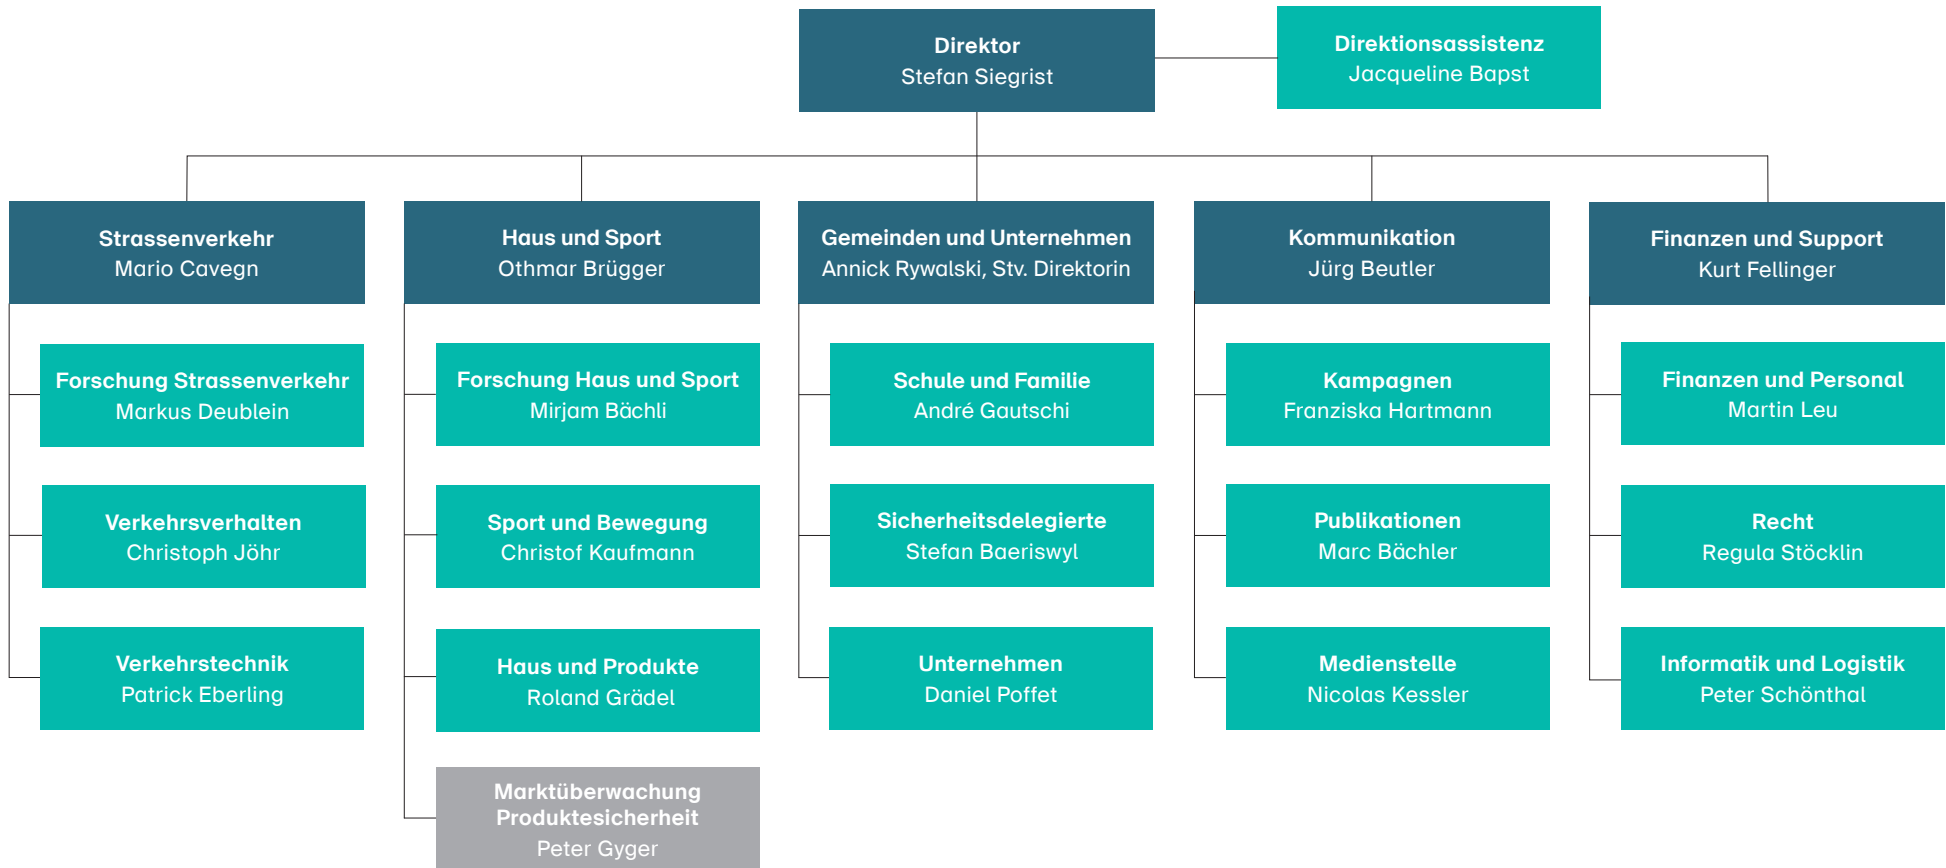 Direktor
Stefan Siegrist
Direktionsassistenz
Jacqueline Bapst
Strassenverkehr
Mario Cavegn
Forschung Strassenverkehr
Markus Deublein
Verkehrsverhalten
Christoph Jöhr
Verkehrstechnik
Patrick Eberling
Haus und Sport
Othmar Brügger
Forschung Haus und Sport
Mirjam Bächli
Sport und Bewegung
Christof Kaufmann
Haus und Produkte
Roland Grädel
Marktüberwachung
Produktesicherheit
Peter Gyger
Gemeinden und Unternehmen
Annick Rywalski, Stv. Direktorin
Schule und Familie
André Gautschi
Sicherheitsdelegierte
Stefan Baeriswyl
Unternehmen
Daniel Poffet
Kommunikation
Jürg Beutler
Kampagnen
Franziska Hartmann
Publikationen
Marc Bächler
Medienstelle
Nicolas Kessler
Finanzen und Support
Kurt Fellinger
Finanzen und Personal
Martin Leu
Recht
Regula Stöcklin
Informatik und Logistik
Peter Schönthal